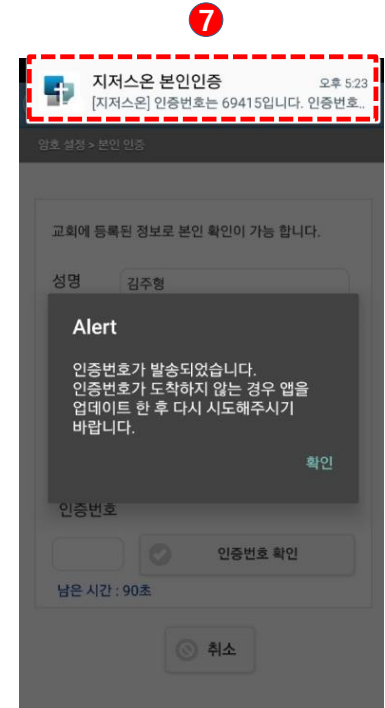 7
지저스온 본인인증 오후 5:23
[지저스온] 인증번호는 69415입니다. 인증번호..
암호 설정 > 본인 인증
교회에 등록된 정보로 본인 확인이 가능 합니다.
성명 김주형
Alert
인증번호가 발송되었습니다.
인증번호가 도착하지 않는 경우 앱을
업데이트 한 후 다시 시도해주시기
바랍니다.
확인
인증번호
인증번호 확인
남은 시간 : 90초
취소